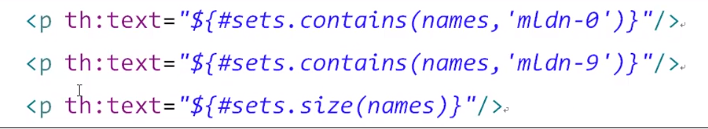 <p th:text="${#sets.contains(names,'mldn-0')}"/>
<p th:text="${#sets.contains(names,'mldn-9')}"/>
<p th:text="${#sets.size(names)}"/>